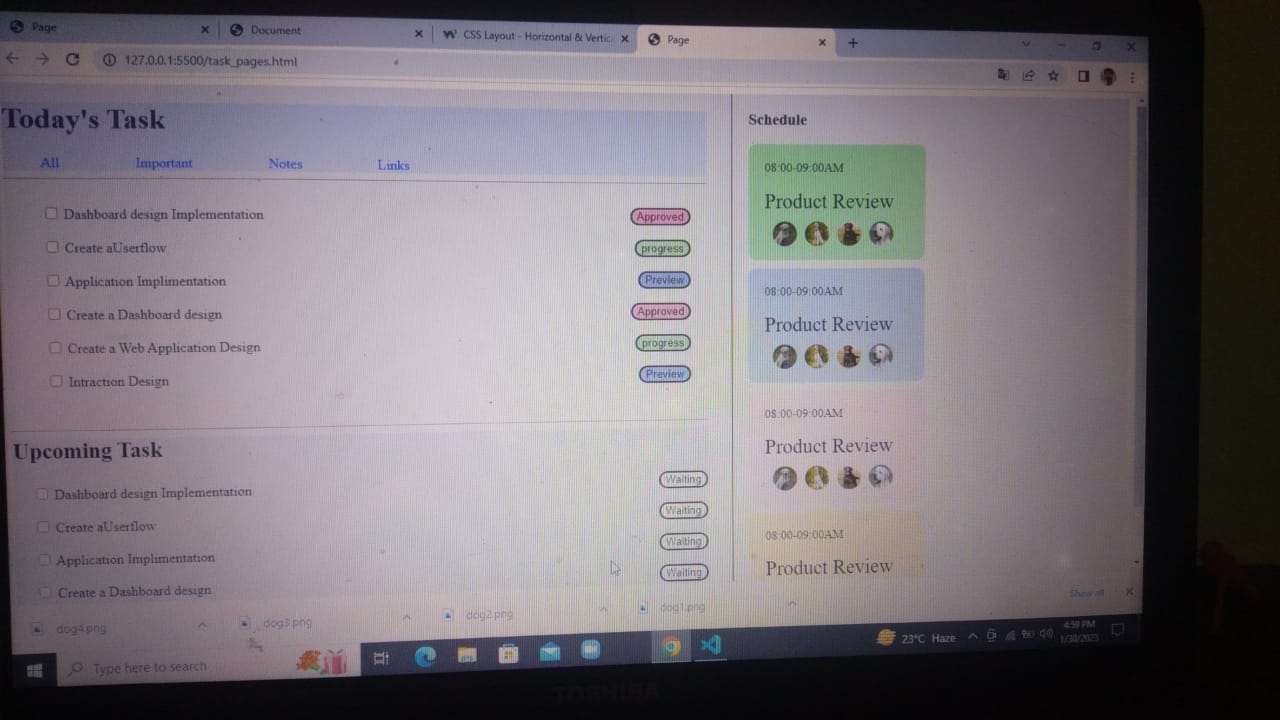 Page
Document
CSS Layout - Horizontal & Vertic
Page
127.0.0.1:5500/task_pages.html
Today's Task
All Important Notes Links
Dashboard design Implementation Approved
Create aUserflow progress
Application Implimentation Preview
Create a Dashboard design Approved
Create a Web Application Design progress
Intraction Design Preview
Upcoming Task
Dashboard design Implementation Waiting
Create aUserflow Waiting
Application Implimentation Waiting
Create a Dashboard design Waiting
Schedule
08:00-09:00AM
Product Review
08:00-09:00AM
Product Review
08:00-09:00AM
Product Review
08:00-09:00AM
Product Review
dog4.png dog3.png dog2.png dog1.png Show all
Type here to search
23°C Haze
4:59 PM
1/30/2023
TOSHIBA